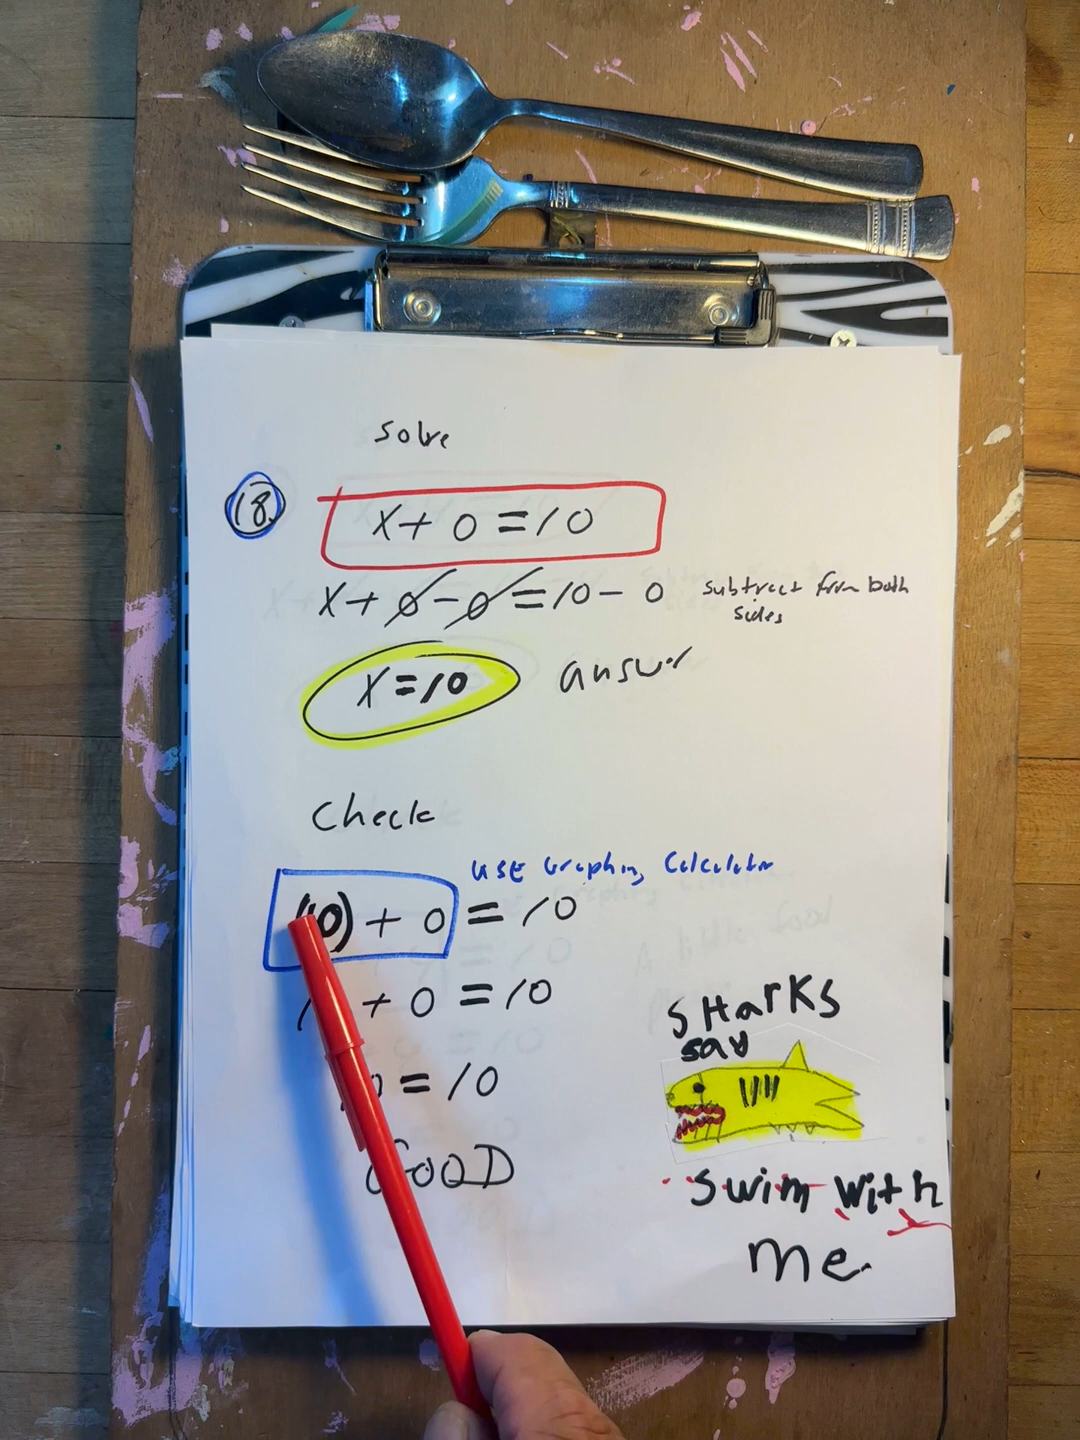 Solve
18.
X + 0 = 10
X + 0 - 0 = 10 - 0 subtract from both sides
X = 10 answer
Check
use Graphing Calculator
(10) + 0 = 10
+ 0 = 10
0 = 10
GOOD
SHARKS
say
Swim with
me.